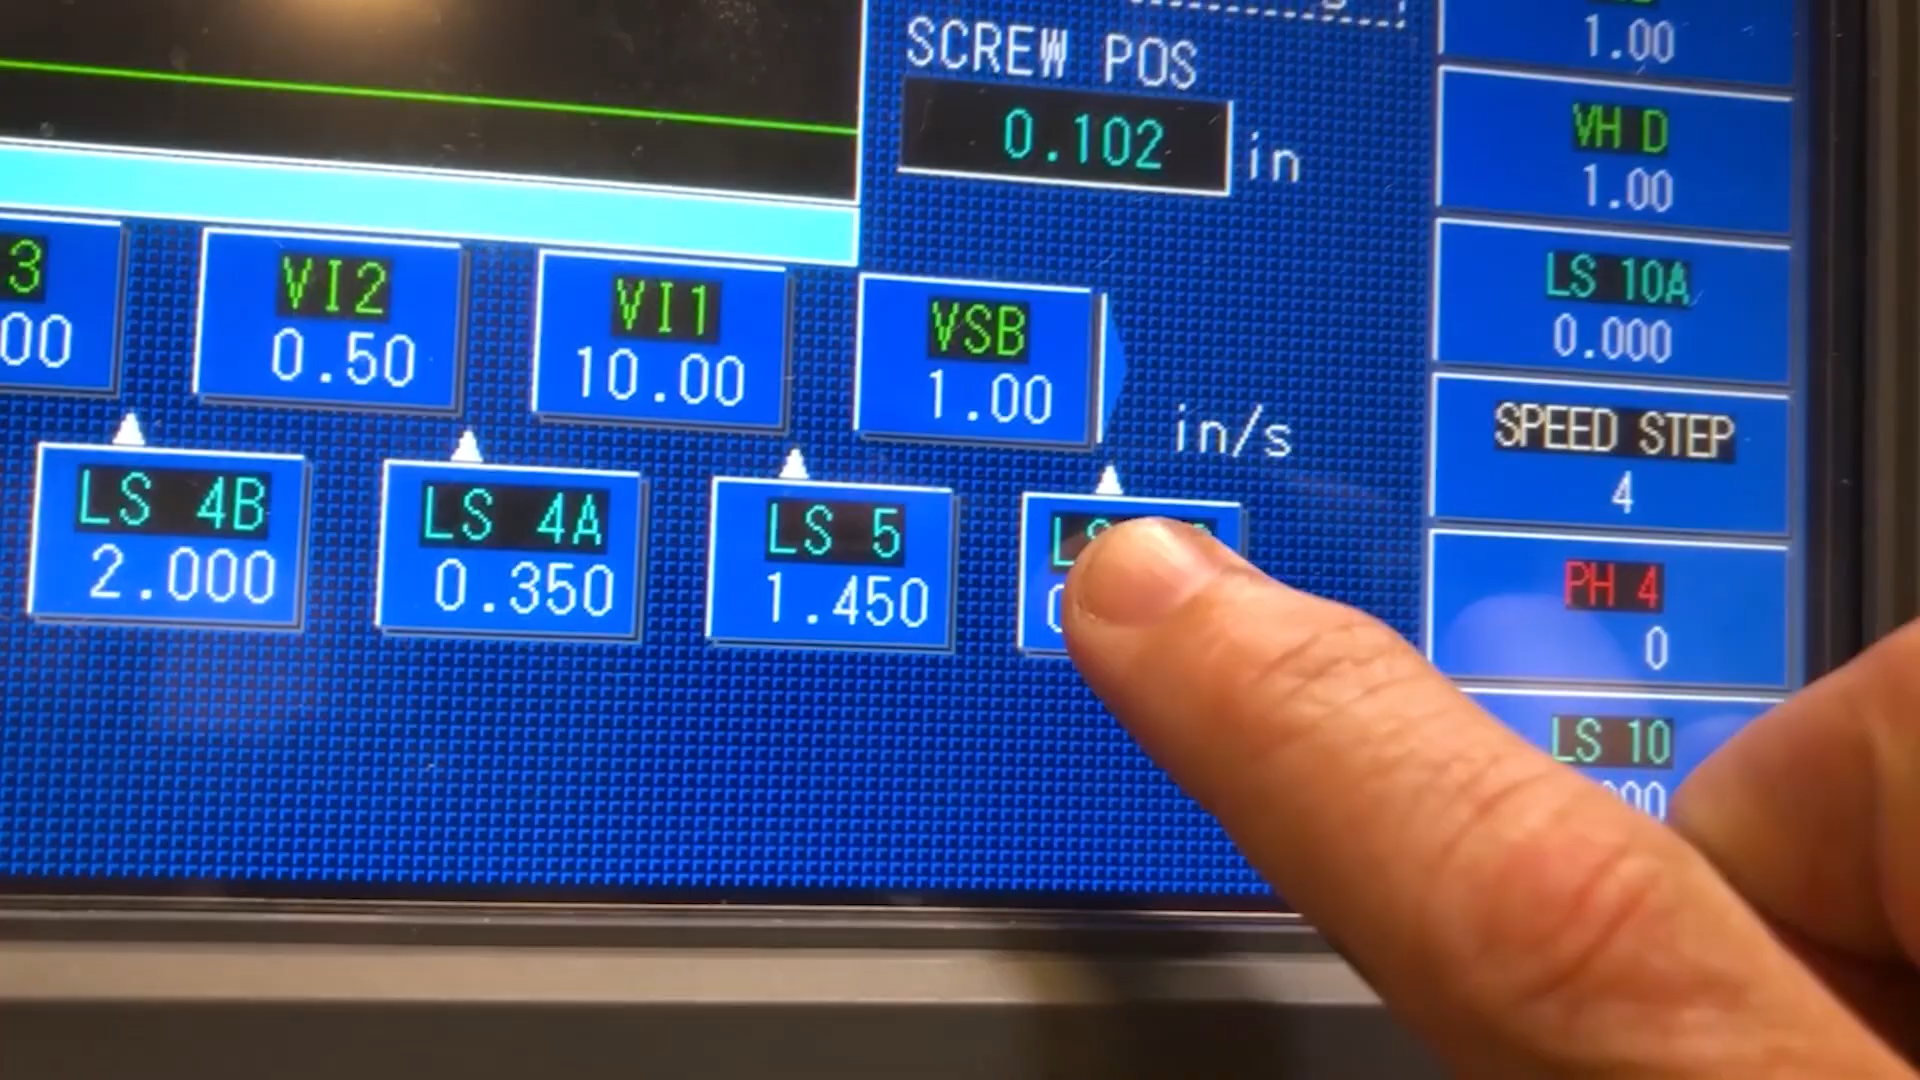 1.00
SCREW POS
0.102 in
VH D
1.00
LS 10A
0.000
3
00
VI2
0.50
VI1
10.00
VSB
1.00
in/s
SPEED STEP
4
LS 4B
2.000
LS 4A
0.350
LS 5
1.450
PH 4
0
LS 10